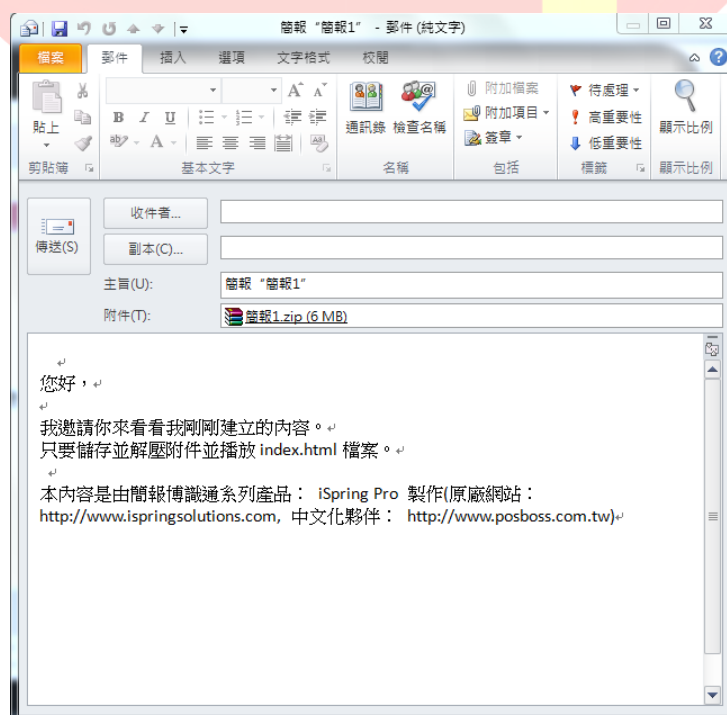 簡報 “簡報1” - 郵件 (純文字)
檔案 郵件 插入 選項 文字格式 校閱
貼上
B I U
A A
ab A
通訊錄 檢查名稱
附加檔案
附加項目
簽章
待處理
高重要性
低重要性
顯示比例
剪貼簿 基本文字 名稱 包括 標籤 顯示比例
傳送(S)
收件者...
副本(C)...
主旨(U): 簡報 “簡報1”
附件(T): 簡報1.zip (6 MB)
您好，
我邀請你來看看我剛剛建立的內容。
只要儲存並解壓附件並播放 index.html 檔案。
本內容是由簡報博識通系列產品： iSpring Pro 製作(原廠網站：
http://www.ispringsolutions.com, 中文化夥伴： http://www.posboss.com.tw)